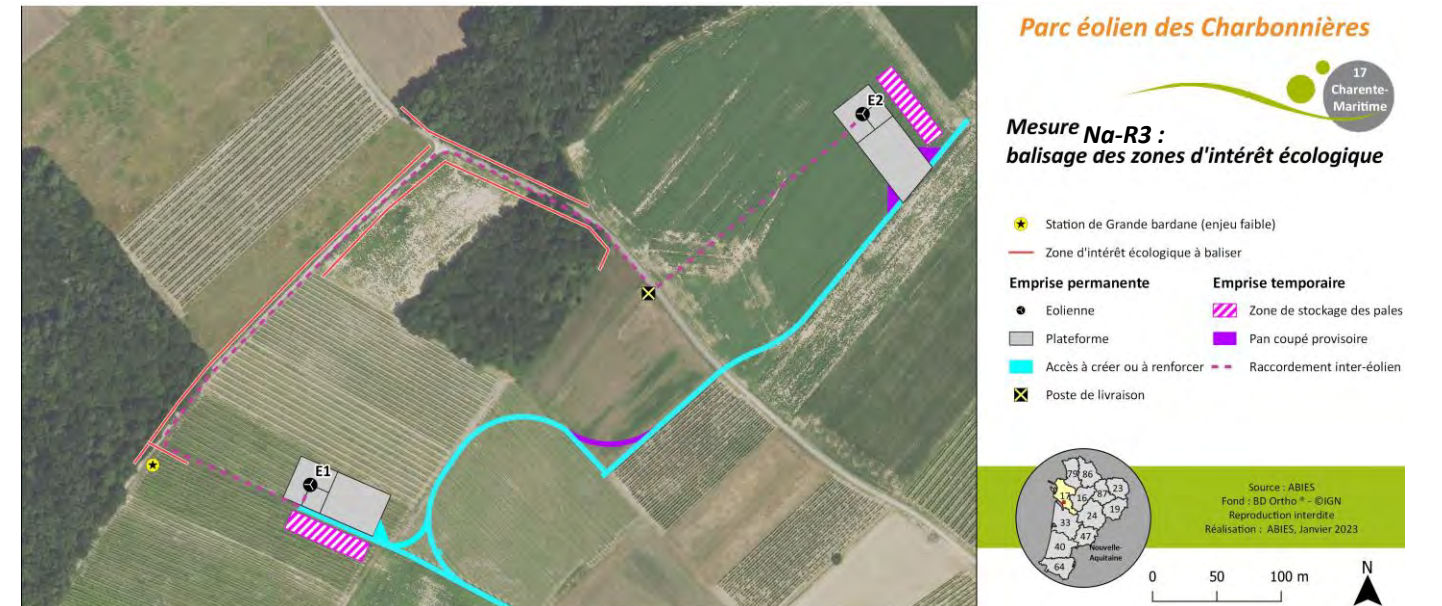 Parc éolien des Charbonnières
17
Charente-
Maritime
Mesure Na-R3 :
balisage des zones d'intérêt écologique
Station de Grande bardane (enjeu faible)
Zone d'intérêt écologique à baliser
Emprise permanente
Emprise temporaire
Eolienne
Zone de stockage des pales
Plateforme
Pan coupé provisoire
Accès à créer ou à renforcer
Raccordement inter-éolien
Poste de livraison
E2
E1
79 86
17 16 87 23
19
24
33
47
40
64
Nouvelle-
Aquitaine
Source : ABIES
Fond : BD Ortho ® - ©IGN
Reproduction interdite
Réalisation : ABIES, Janvier 2023
0 50 100 m
N